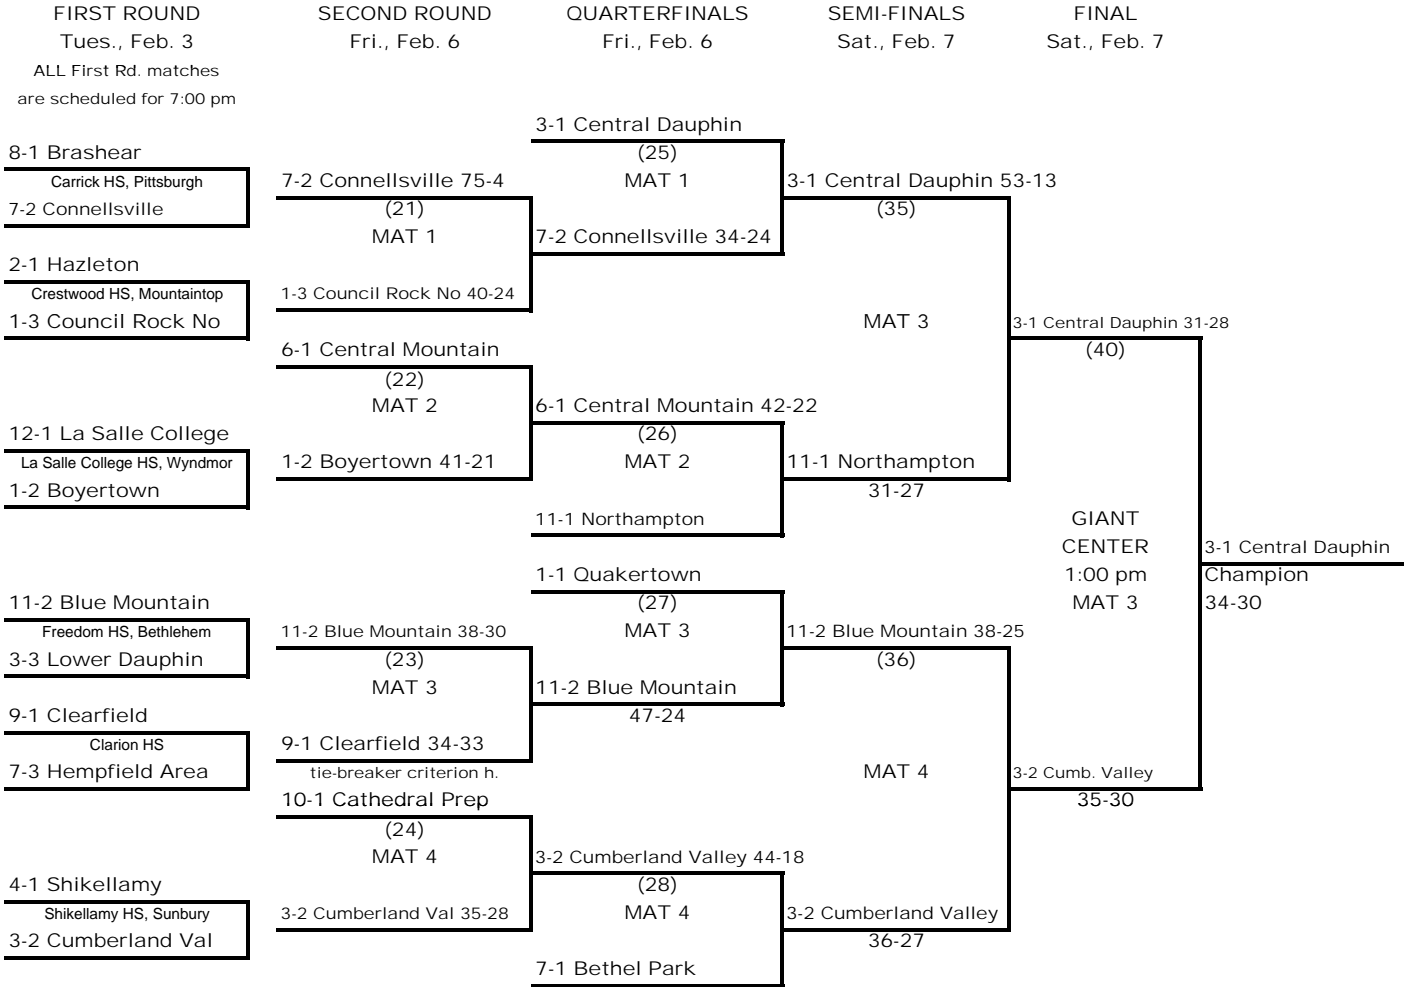 FIRST ROUND
Tues., Feb. 3
ALL First Rd. matches
are scheduled for 7:00 pm
8-1 Brashear
Carrick HS, Pittsburgh
7-2 Connellsville
2-1 Hazleton
Crestwood HS, Mountaintop
1-3 Council Rock No
12-1 La Salle College
La Salle College HS, Wyndmor
1-2 Boyertown
11-2 Blue Mountain
Freedom HS, Bethlehem
3-3 Lower Dauphin
9-1 Clearfield
Clarion HS
7-3 Hempfield Area
4-1 Shikellamy
Shikellamy HS, Sunbury
3-2 Cumberland Val
SECOND ROUND
Fri., Feb. 6
7-2 Connellsville 75-4
(21)
MAT 1
1-3 Council Rock No 40-24
6-1 Central Mountain
(22)
MAT 2
1-2 Boyertown 41-21
11-2 Blue Mountain 38-30
(23)
MAT 3
9-1 Clearfield 34-33
tie-breaker criterion h.
10-1 Cathedral Prep
(24)
MAT 4
3-2 Cumberland Val 35-28
QUARTERFINALS
Fri., Feb. 6
3-1 Central Dauphin
(25)
MAT 1
7-2 Connellsville 34-24
6-1 Central Mountain 42-22
(26)
MAT 2
11-1 Northampton
1-1 Quakertown
(27)
MAT 3
11-2 Blue Mountain
47-24
3-2 Cumberland Valley 44-18
(28)
MAT 4
7-1 Bethel Park
SEMI-FINALS
Sat., Feb. 7
3-1 Central Dauphin 53-13
(35)
MAT 3
11-1 Northampton
31-27
11-2 Blue Mountain 38-25
(36)
MAT 4
3-2 Cumberland Valley
36-27
FINAL
Sat., Feb. 7
3-1 Central Dauphin 31-28
(40)
GIANT
CENTER
1:00 pm
MAT 3
3-2 Cumb. Valley
35-30
3-1 Central Dauphin
Champion
34-30